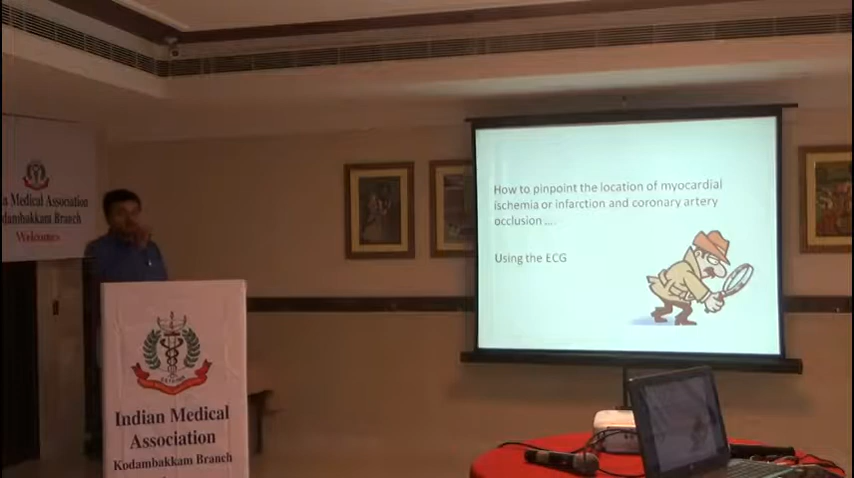 n Medical Association
Kodambakkam Branch
Welcomes
How to pinpoint the location of myocardial
ischemia or infarction and coronary artery
occlusion ....
Using the ECG
Indian Medical
Association
Kodambakkam Branch